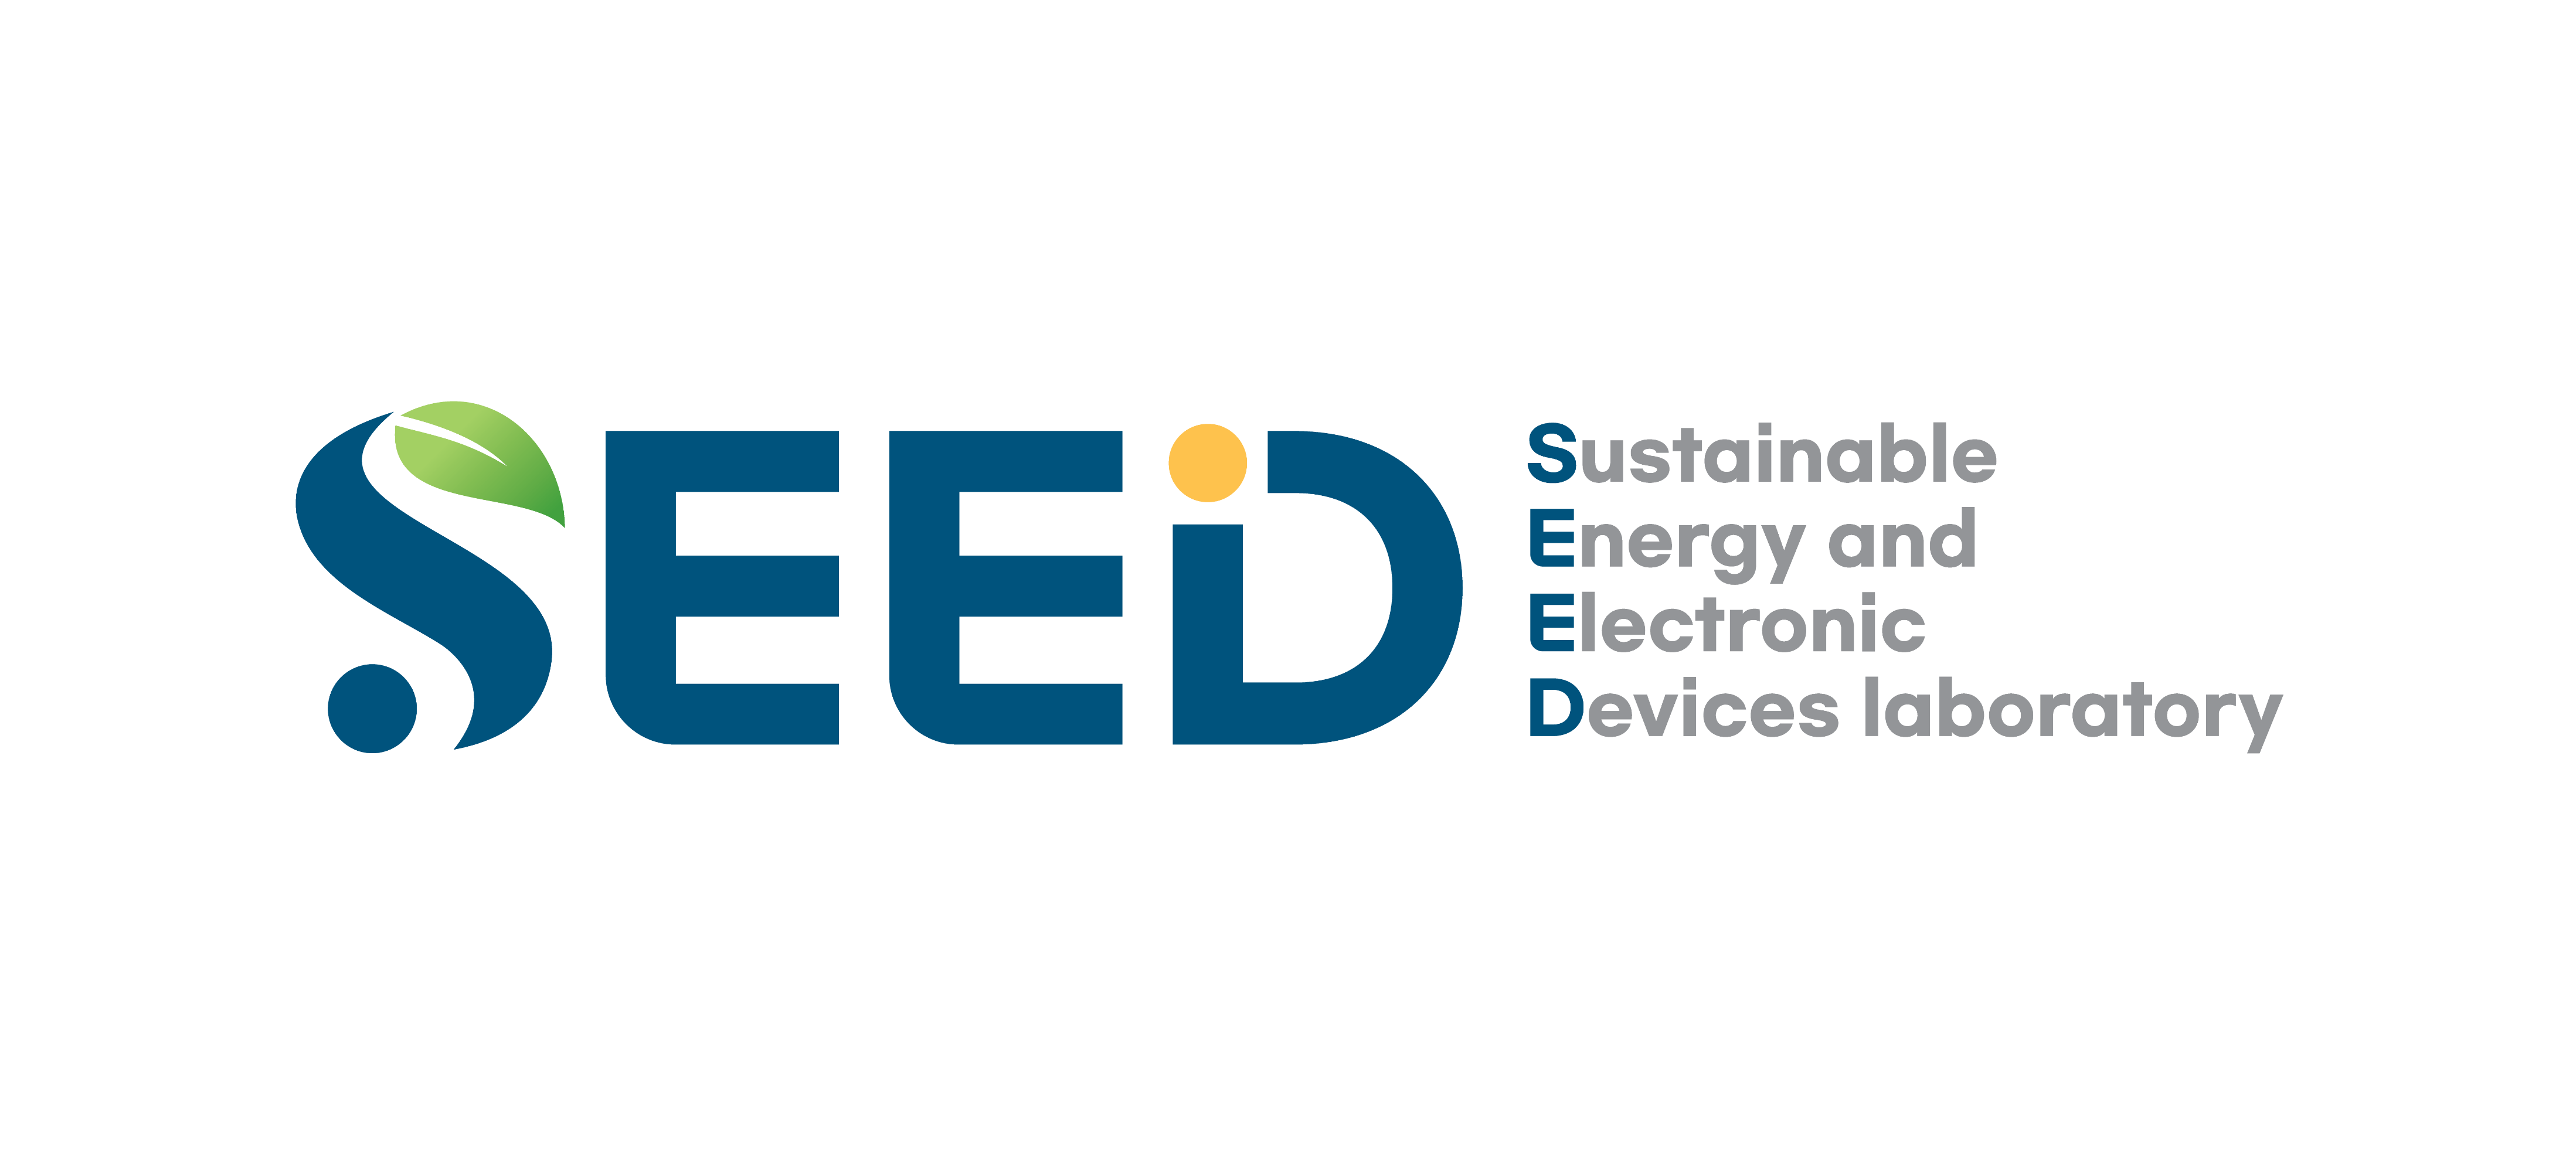 SEED
Sustainable
Energy and
Electronic
Devices laboratory